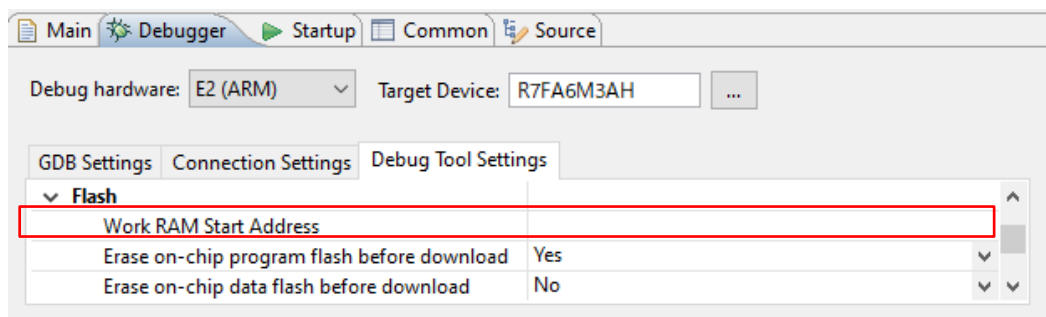 Main Debugger Startup Common Source
Debug hardware: E2 (ARM) Target Device: R7FA6M3AH ...
GDB Settings Connection Settings Debug Tool Settings
Flash
Work RAM Start Address
Erase on-chip program flash before download Yes
Erase on-chip data flash before download No